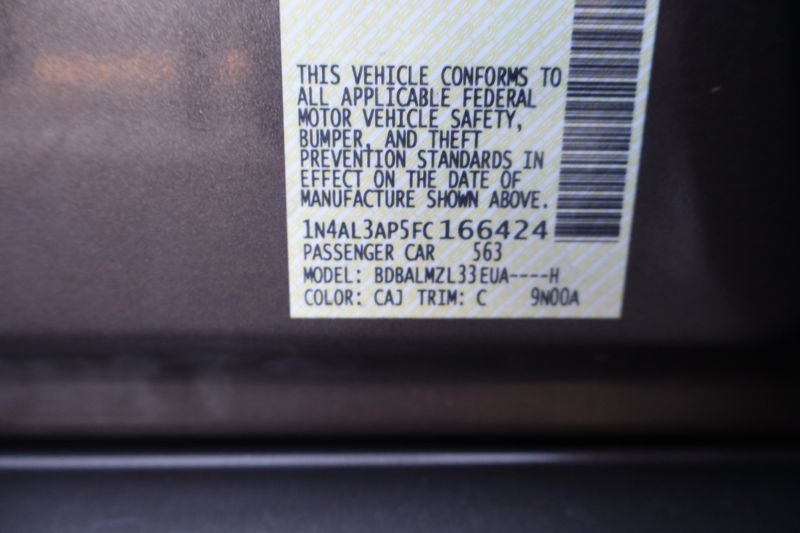 THIS VEHICLE CONFORMS TO
ALL APPLICABLE FEDERAL
MOTOR VEHICLE SAFETY,
BUMPER, AND THEFT
PREVENTION STANDARDS IN
EFFECT ON THE DATE OF
MANUFACTURE SHOWN ABOVE.
1N4AL3AP5FC166424
PASSENGER CAR 563
MODEL: BDBALMZL33EUA----H
COLOR: CAJ TRIM: C 9N00A